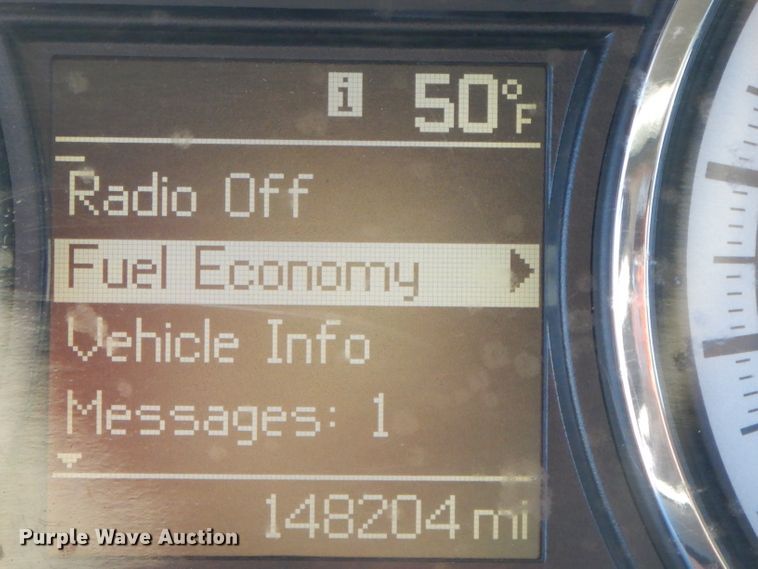 i 50°F
Radio Off
Fuel Economy
Vehicle Info
Messages: 1
148204 mi
Purple Wave Auction